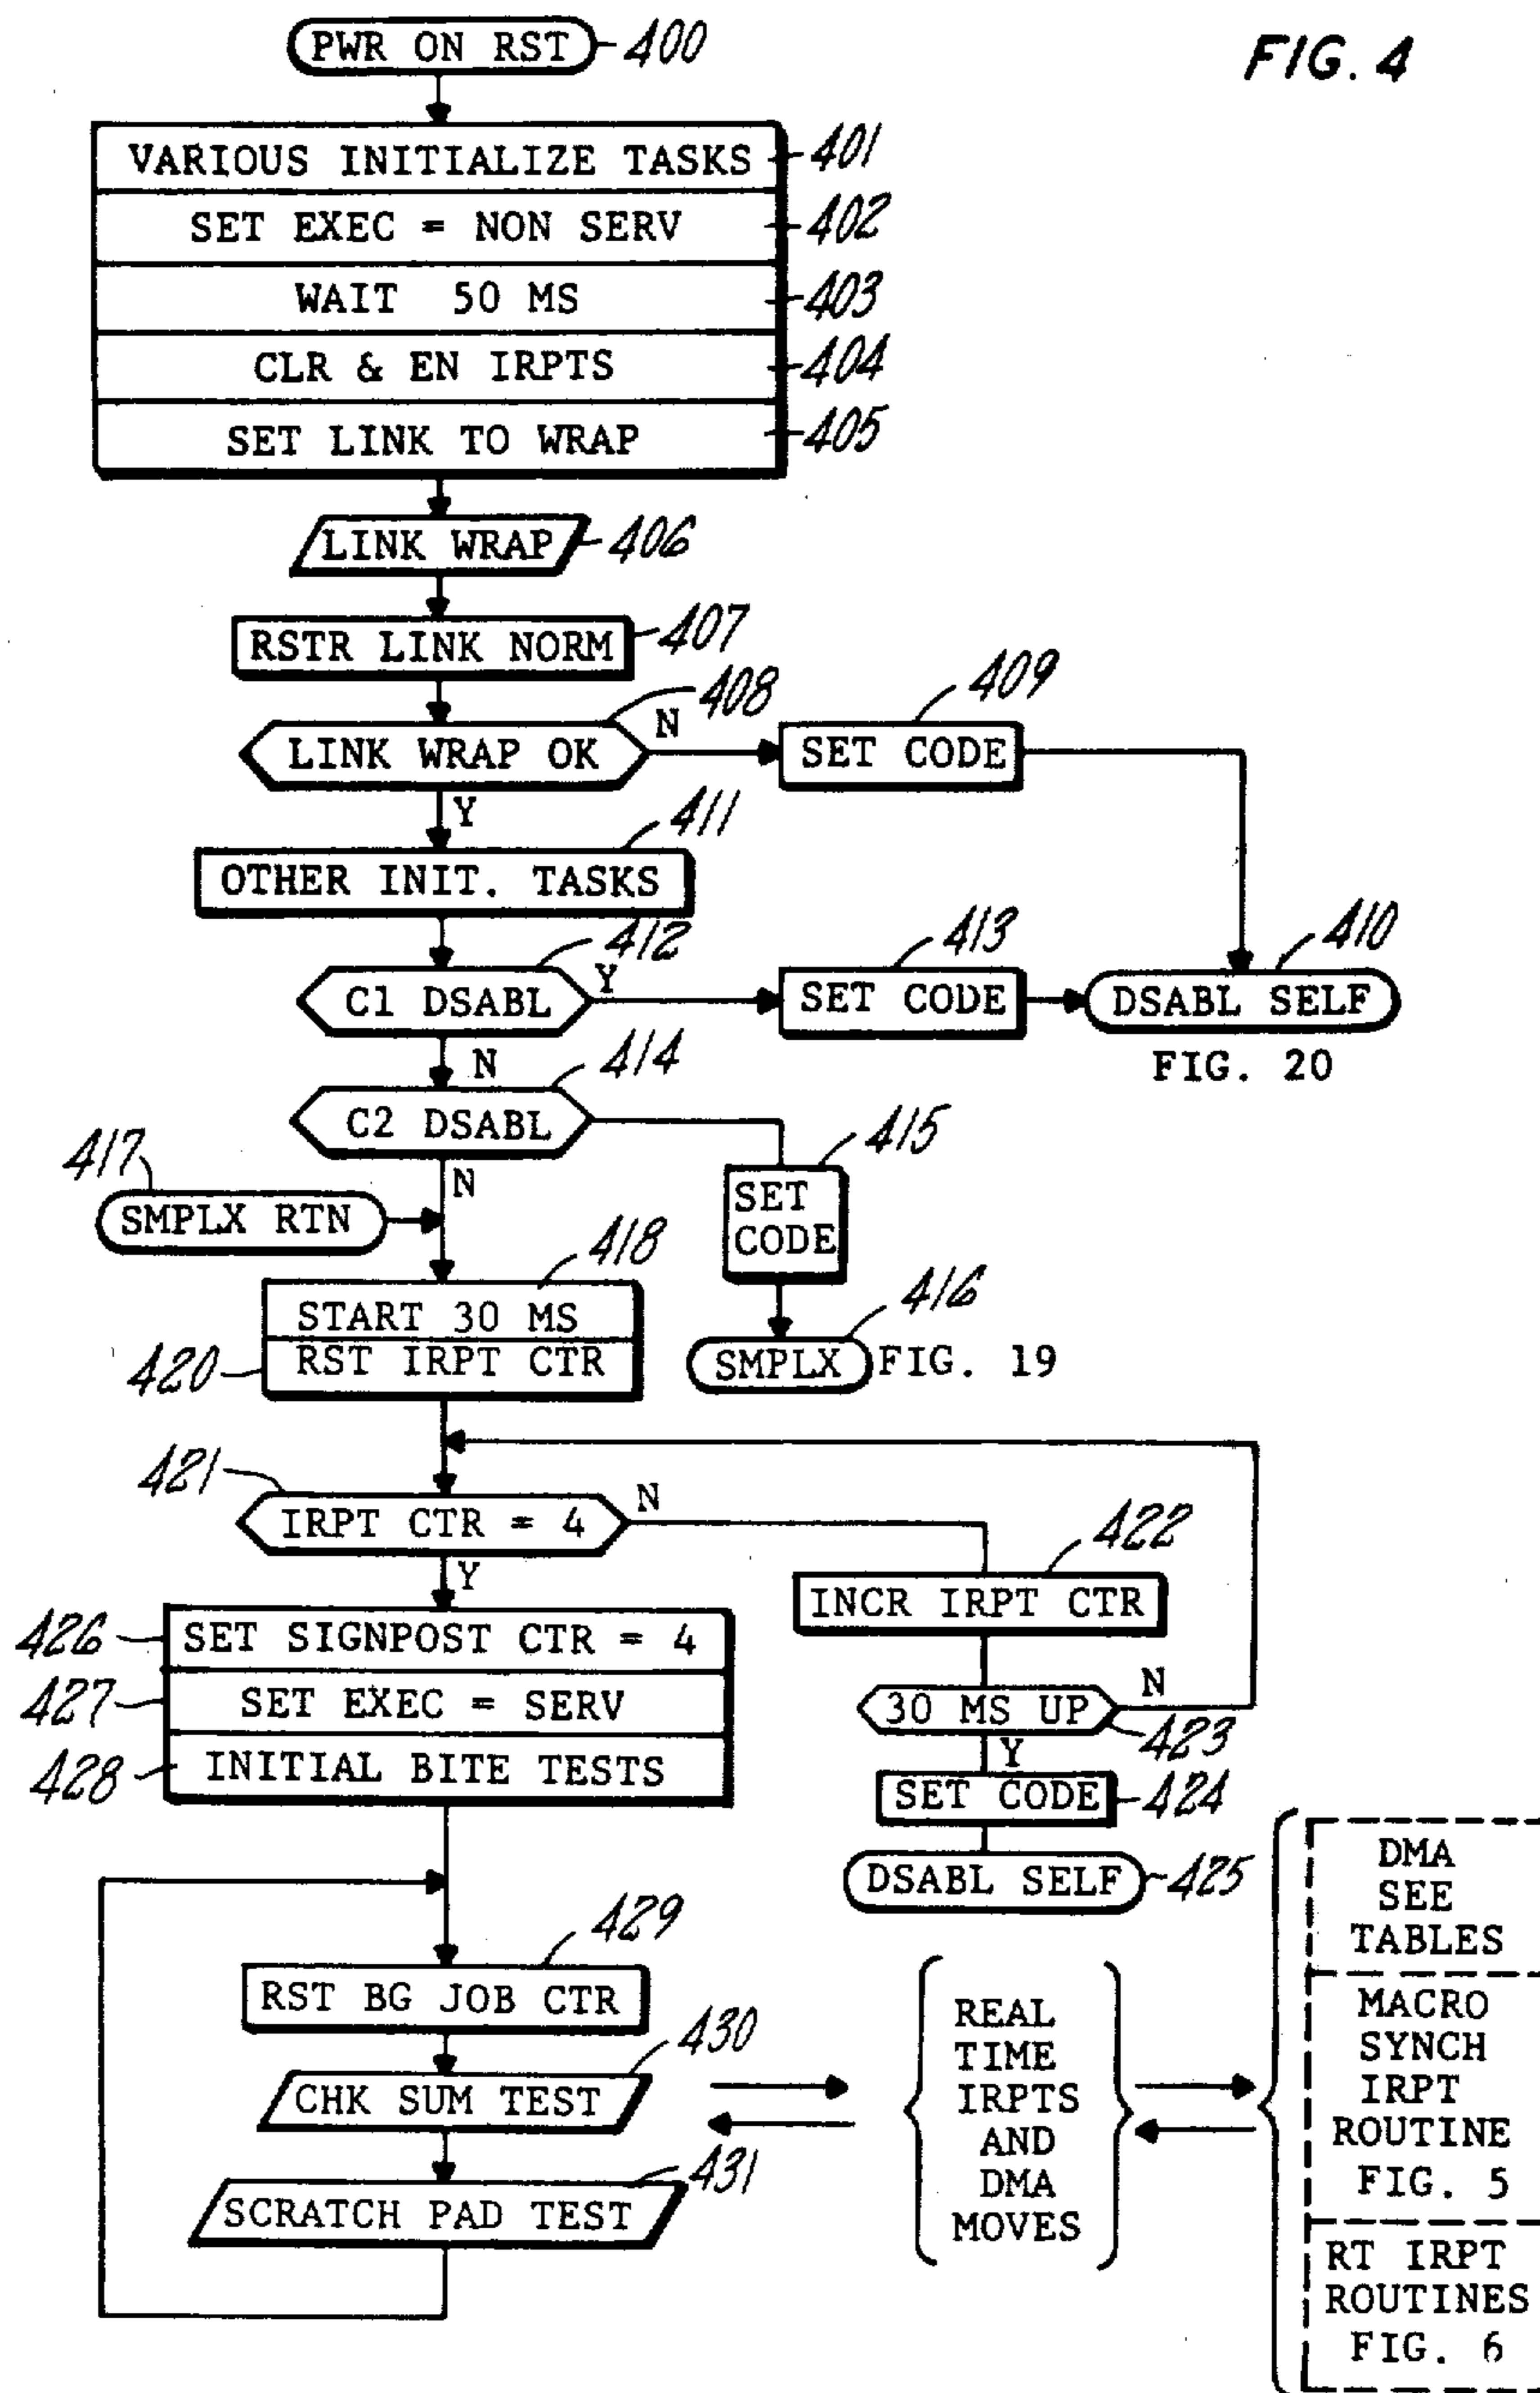 FIG. 4
PWR ON RST 400
VARIOUS INITIALIZE TASKS 401
SET EXEC = NON SERV 402
WAIT 50 MS 403
CLR & EN IRPTS 404
SET LINK TO WRAP 405
LINK WRAP 406
RSTR LINK NORM 407
LINK WRAP OK 408
N
SET CODE 409
Y
OTHER INIT. TASKS 411
C1 DSABL 412
Y
SET CODE 413
DSABL SELF 410
FIG. 20
N
C2 DSABL 414
N
SET
CODE
415
SMPLX RTN 417
SMPLX 416
FIG. 19
START 30 MS 418
RST IRPT CTR 420
IRPT CTR = 4 421
N
Y
INCR IRPT CTR 422
30 MS UP 423
N
Y
SET CODE 424
DSABL SELF 425
SET SIGNPOST CTR = 4 426
SET EXEC = SERV 427
INITIAL BITE TESTS 428
RST BG JOB CTR 429
CHK SUM TEST 430
SCRATCH PAD TEST 431
REAL
TIME
IRPTS
AND
DMA
MOVES
DMA
SEE
TABLES
MACRO
SYNCH
IRPT
ROUTINE
FIG. 5
RT IRPT
ROUTINES
FIG. 6